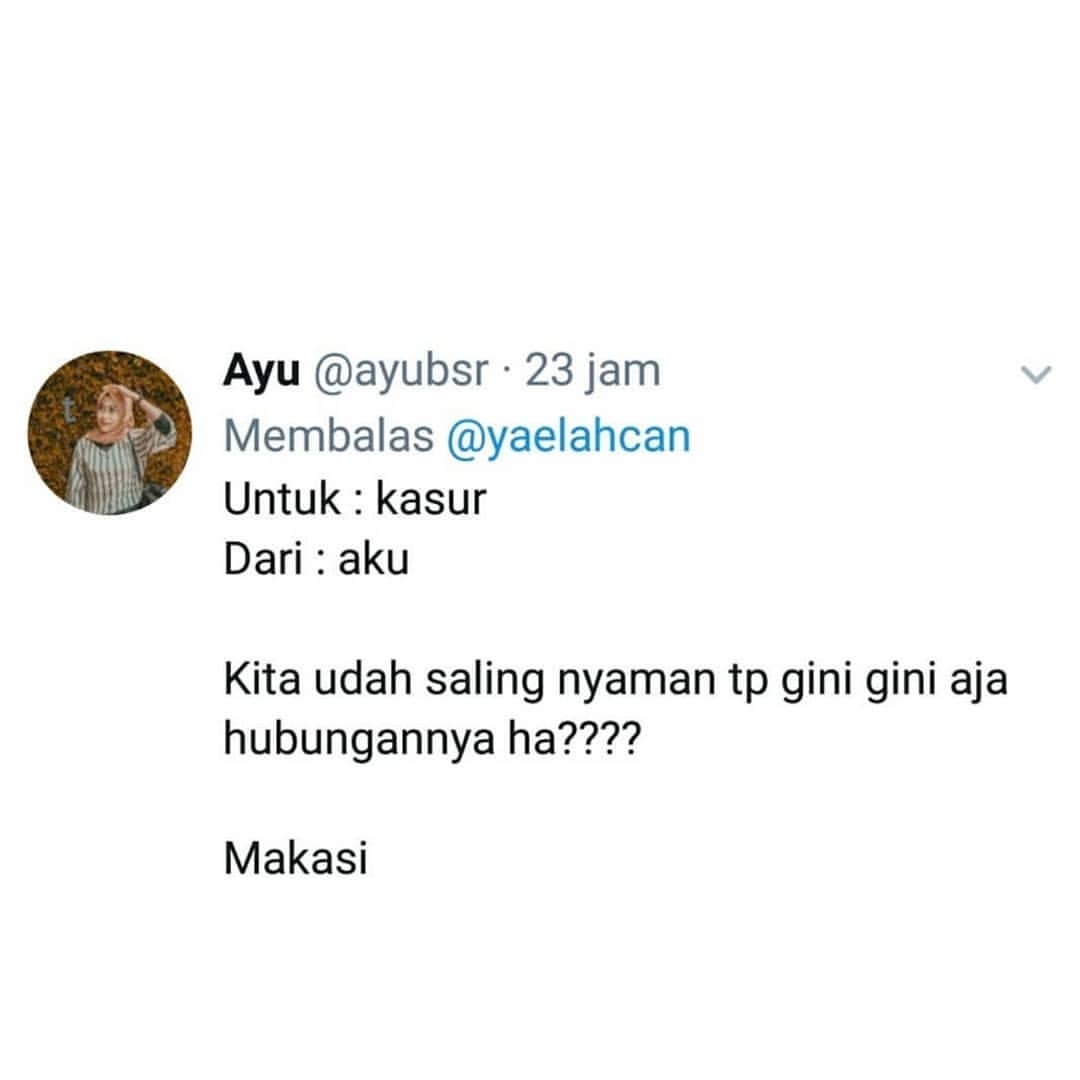 Ayu @ayubsr · 23 jam
Membalas @yaelahcan
Untuk : kasur
Dari : aku
Kita udah saling nyaman tp gini gini aja
hubungannya ha????
Makasi